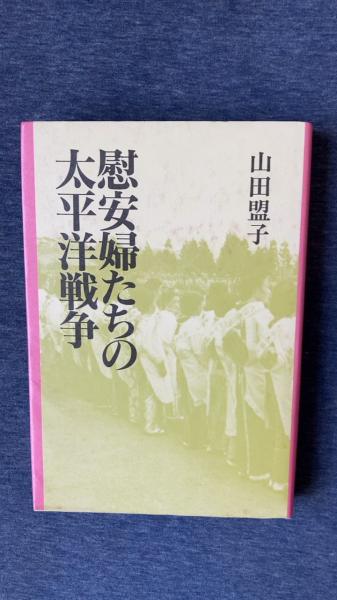 慰安婦たちの
太平洋戦争
山田盟子